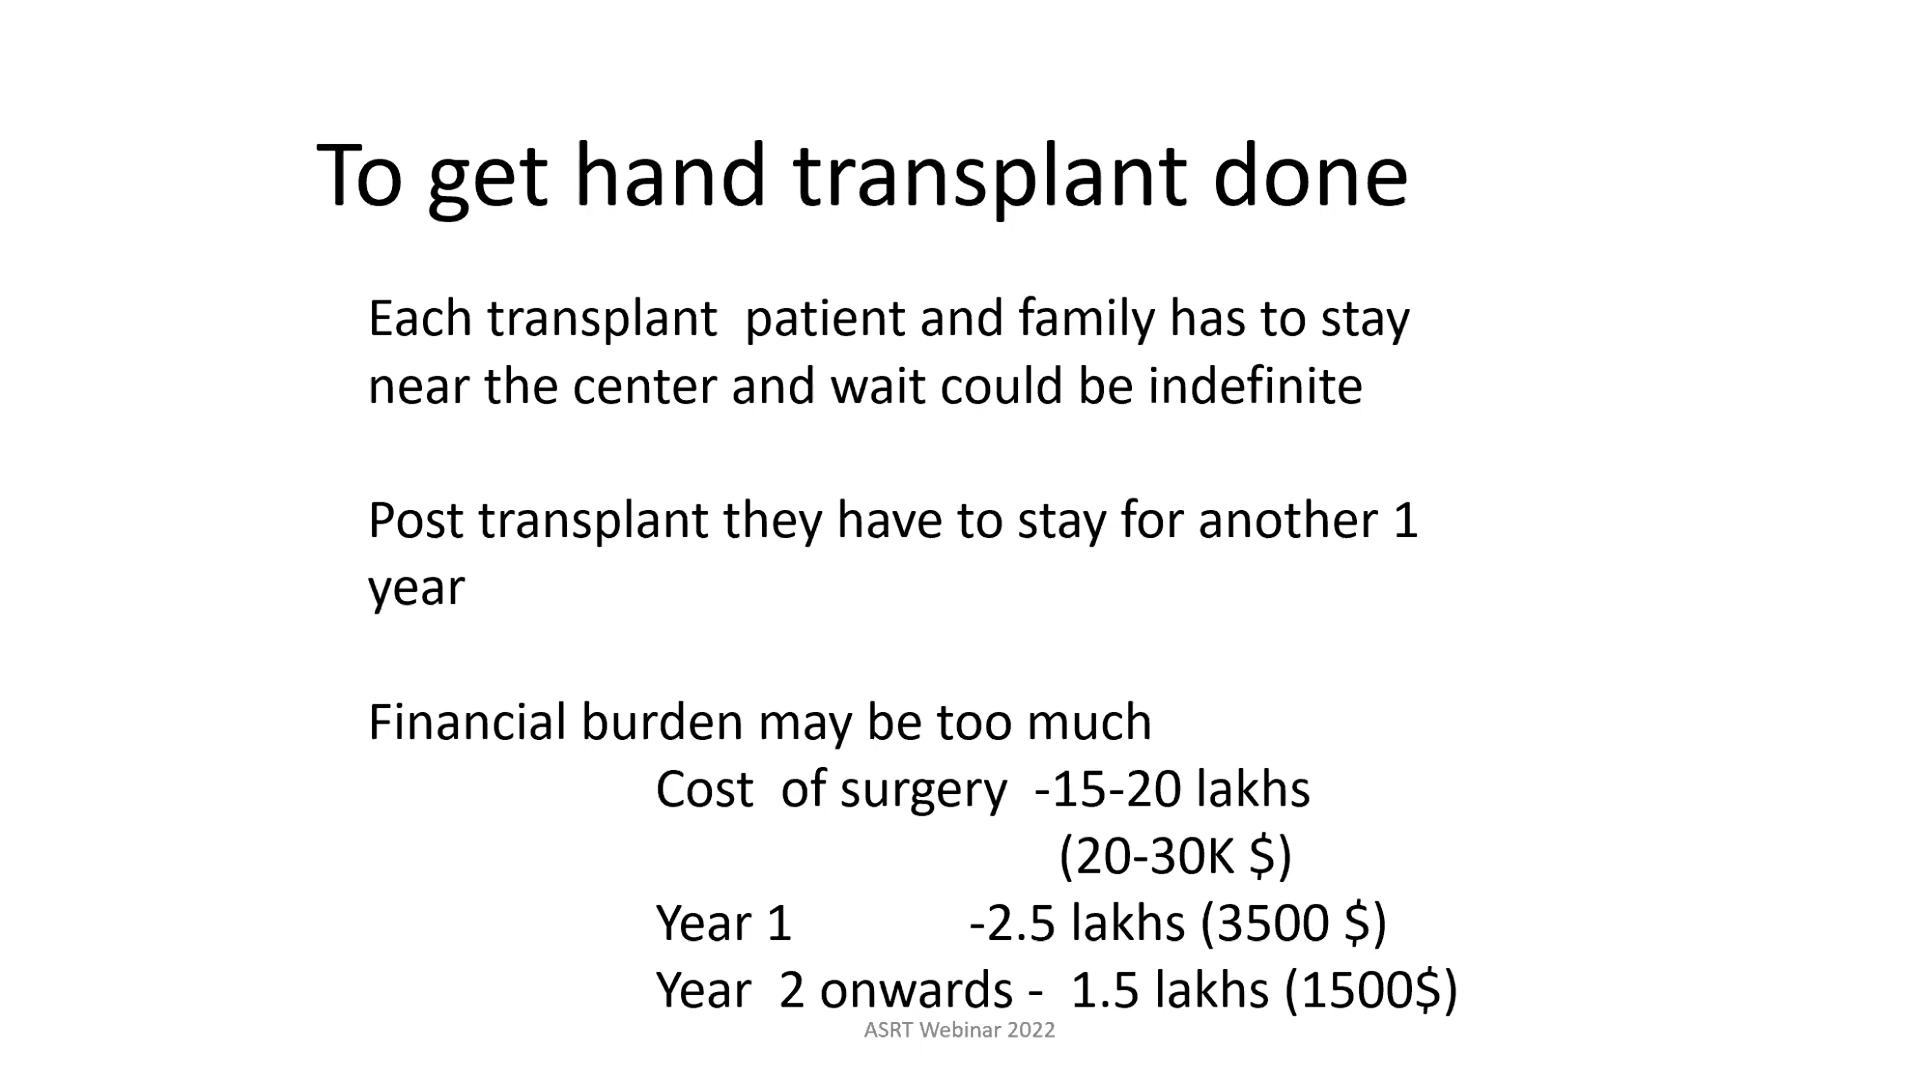 To get hand transplant done
Each transplant  patient and family has to stay
near the center and wait could be indefinite
Post transplant they have to stay for another 1
year
Financial burden may be too much
Cost  of surgery  -15-20 lakhs
(20-30K $)
Year 1 -2.5 lakhs (3500 $)
Year  2 onwards -  1.5 lakhs (1500$)
ASRT Webinar 2022